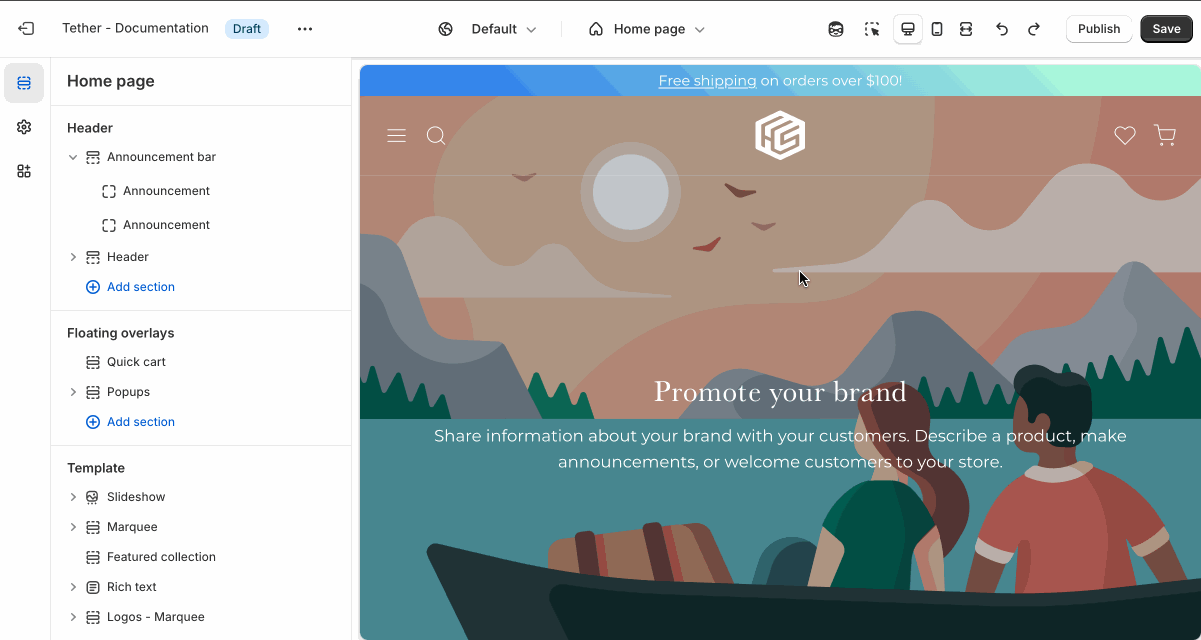 Tether - Documentation Draft Default Home page Publish Save
Home page
Header
Announcement bar
Announcement
Announcement
Header
Add section
Floating overlays
Quick cart
Popups
Add section
Template
Slideshow
Marquee
Featured collection
Rich text
Logos - Marquee
Free shipping on orders over $100!
Promote your brand
Share information about your brand with your customers. Describe a product, make
announcements, or welcome customers to your store.